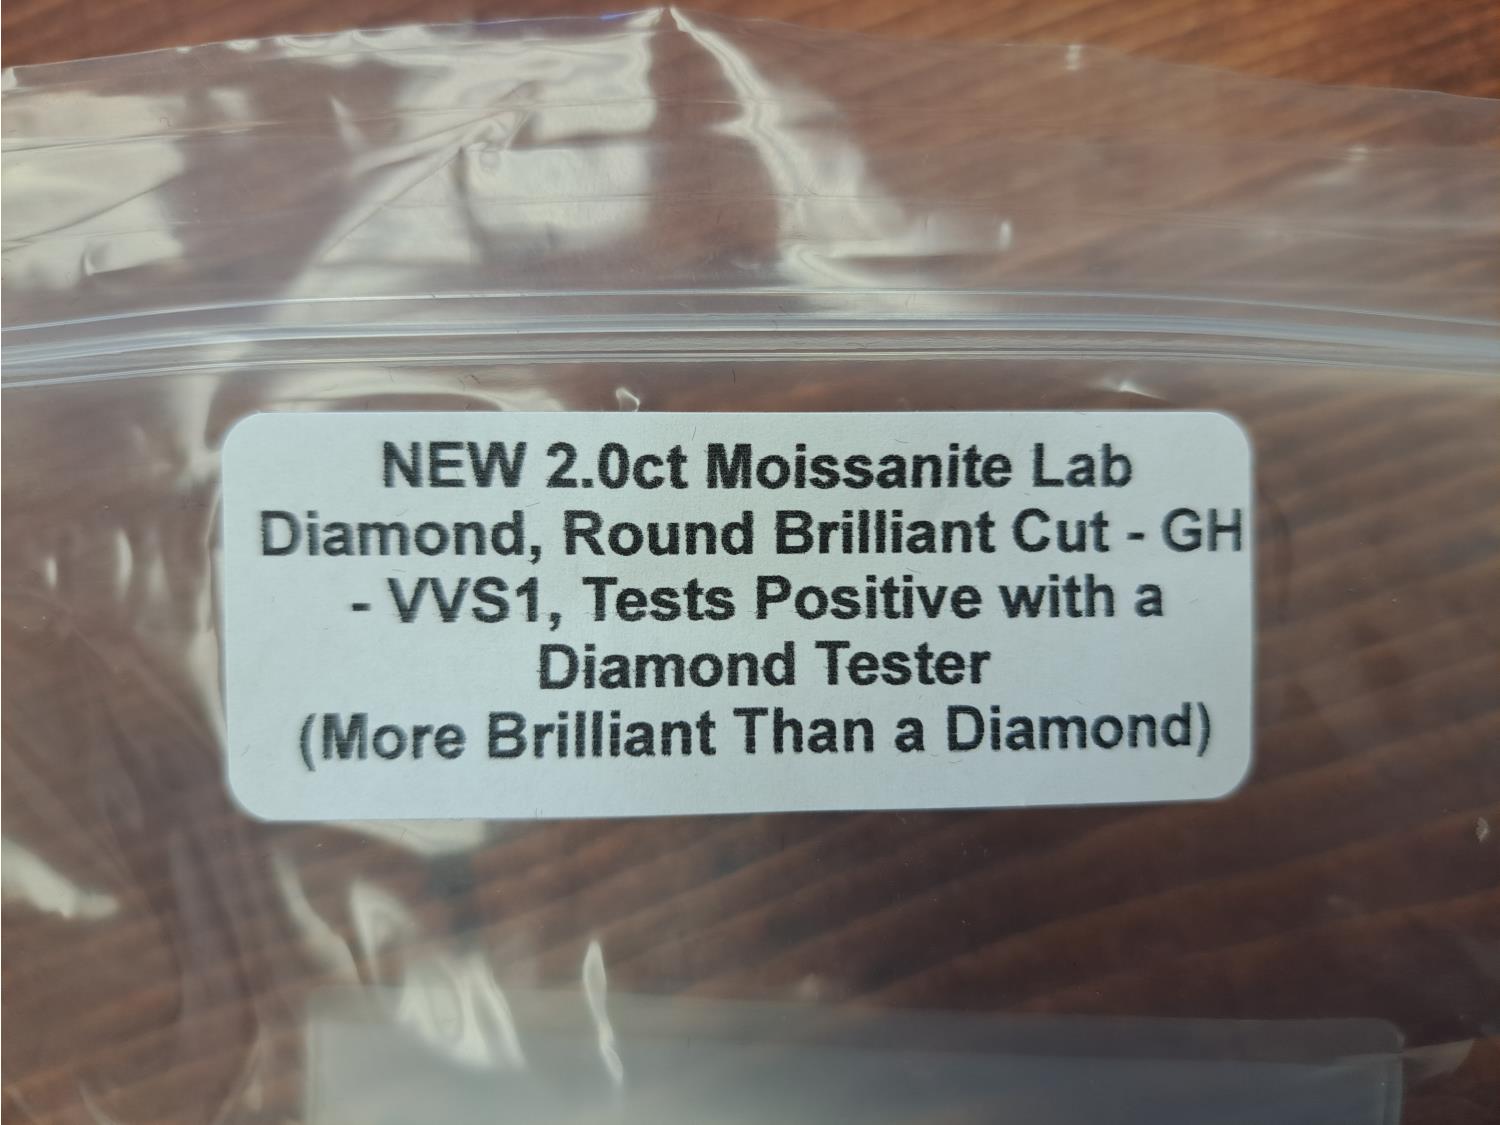 NEW 2.0ct Moissanite Lab
Diamond, Round Brilliant Cut - GH
- VVS1, Tests Positive with a
Diamond Tester
(More Brilliant Than a Diamond)